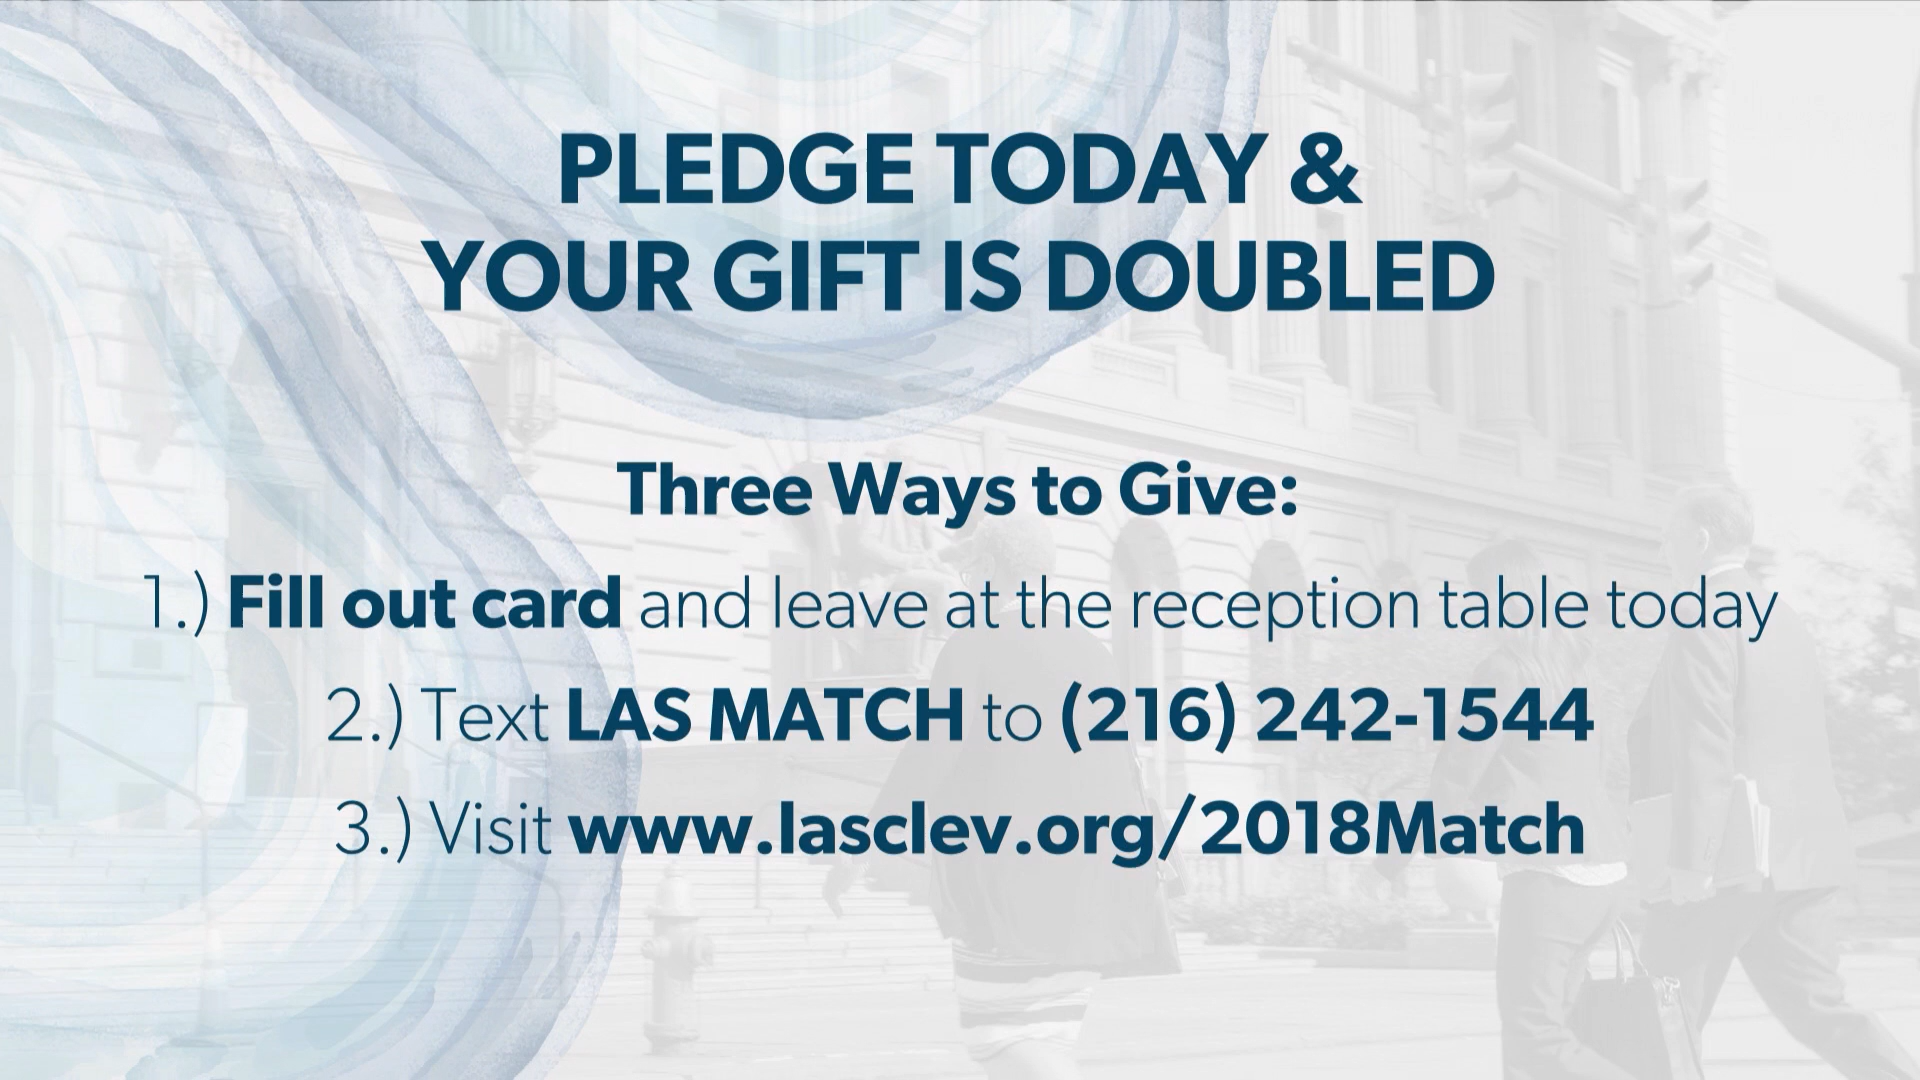 PLEDGE TODAY &
YOUR GIFT IS DOUBLED
Three Ways to Give:
1.) Fill out card and leave at the reception table today
2.) Text LAS MATCH to (216) 242-1544
3.) Visit www.lasclev.org/2018Match